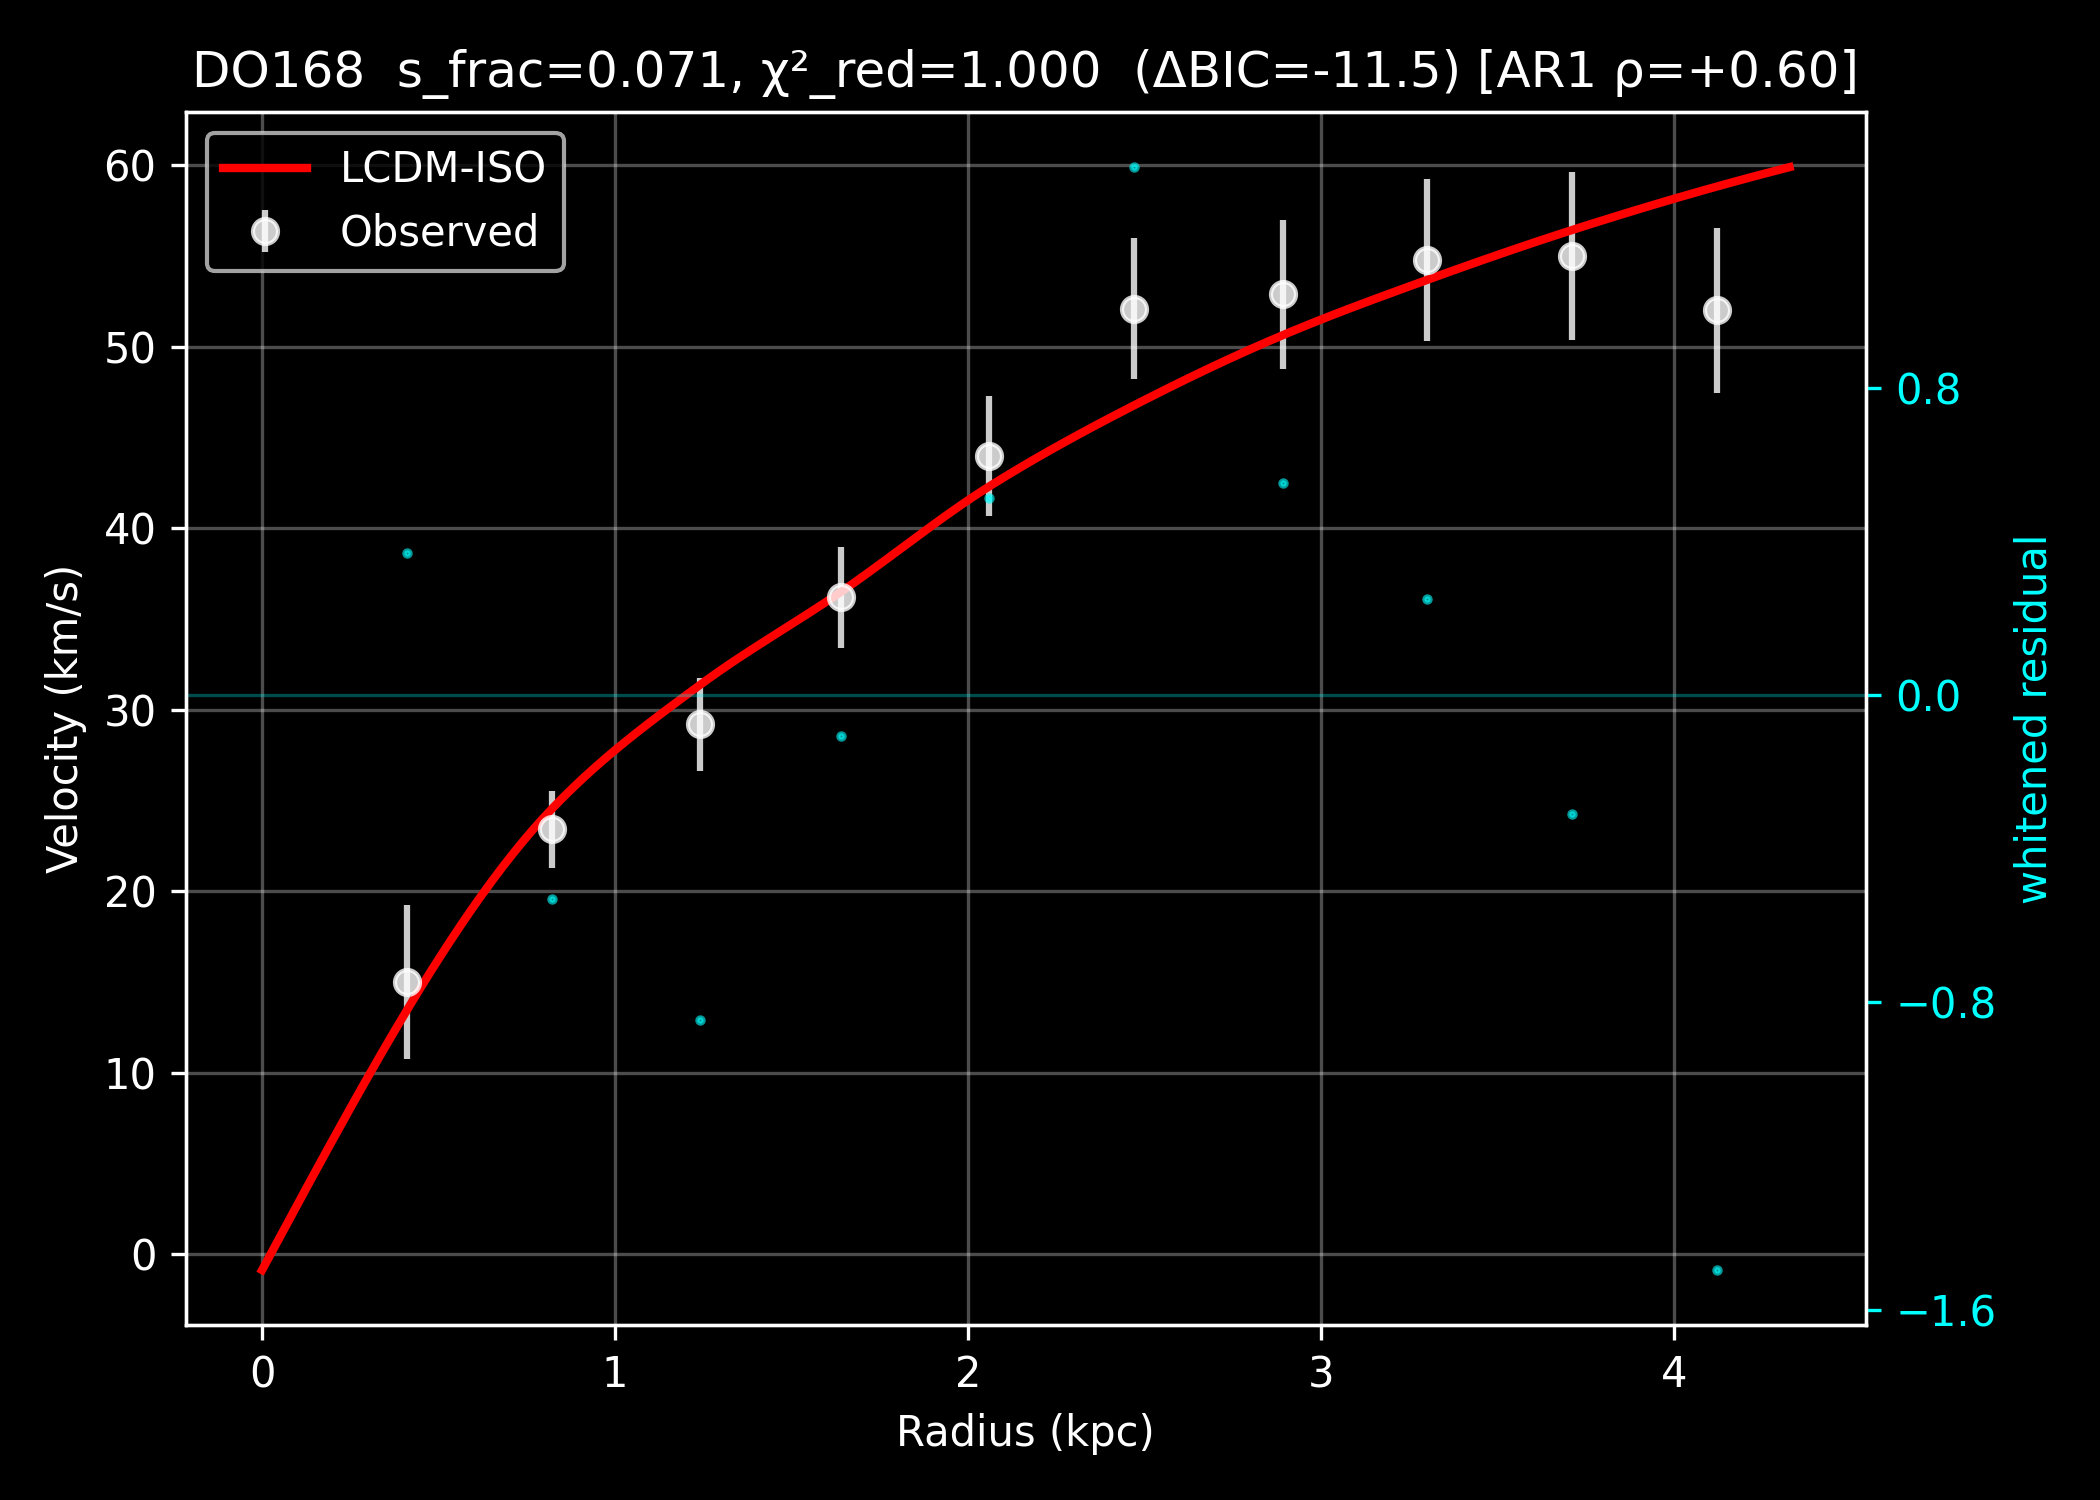 DO168  s_frac=0.071, χ²_red=1.000  (ΔBIC=-11.5) [AR1 ρ=+0.60]
LCDM-ISO
Observed
Velocity (km/s)
60
50
40
30
20
10
0
0.8
0.0
−0.8
−1.6
whitened residual
0
1
2
3
4
Radius (kpc)